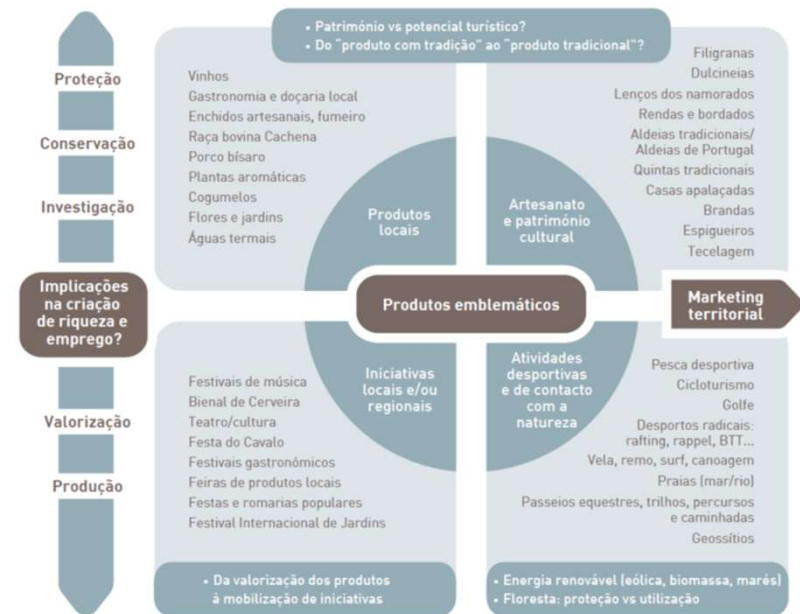 • Património vs potencial turístico?
• Do "produto com tradição" ao "produto tradicional"?
Proteção
Conservação
Investigação
Implicações
na criação
de riqueza e
emprego?
Valorização
Produção
Vinhos
Gastronomia e doçaria local
Enchidos artesanais, fumeiro
Raça bovina Cachena
Porco bísaro
Plantas aromáticas
Cogumelos
Flores e jardins
Águas termais
Produtos
locais
Filigranas
Dulcineias
Lenços dos namorados
Rendas e bordados
Aldeias tradicionais/
Aldeias de Portugal
Quintas tradicionais
Casas apalaçadas
Brandas
Espigueiros
Tecelagem
Artesanato
e património
cultural
Produtos emblemáticos
Marketing
territorial
Festivais de música
Bienal de Cerveira
Teatro/cultura
Festa do Cavalo
Festivais gastronómicos
Feiras de produtos locais
Festas e romarias populares
Festival Internacional de Jardins
Iniciativas
locais e/ou
regionais
Atividades
desportivas
e de contacto
com a
natureza
Pesca desportiva
Cicloturismo
Golfe
Desportos radicais:
rafting, rappel, BTT...
Vela, remo, surf, canoagem
Praias (mar/rio)
Passeios equestres, trilhos, percursos
e caminhadas
Geossítios
• Da valorização dos produtos
à mobilização de iniciativas
• Energia renovável (eólica, biomassa, marés)
• Floresta: proteção vs utilização